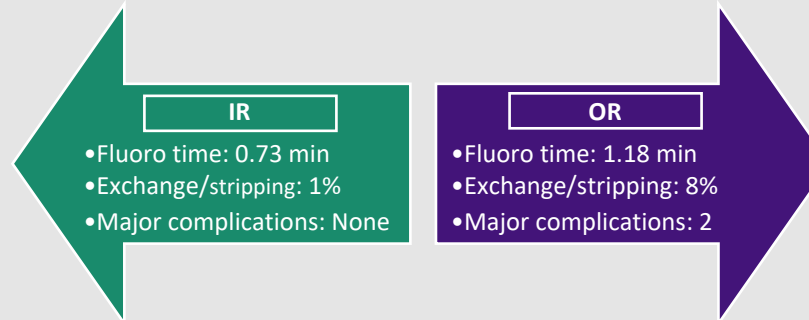 IR
•Fluoro time: 0.73 min
•Exchange/stripping: 1%
•Major complications: None
OR
•Fluoro time: 1.18 min
•Exchange/stripping: 8%
•Major complications: 2